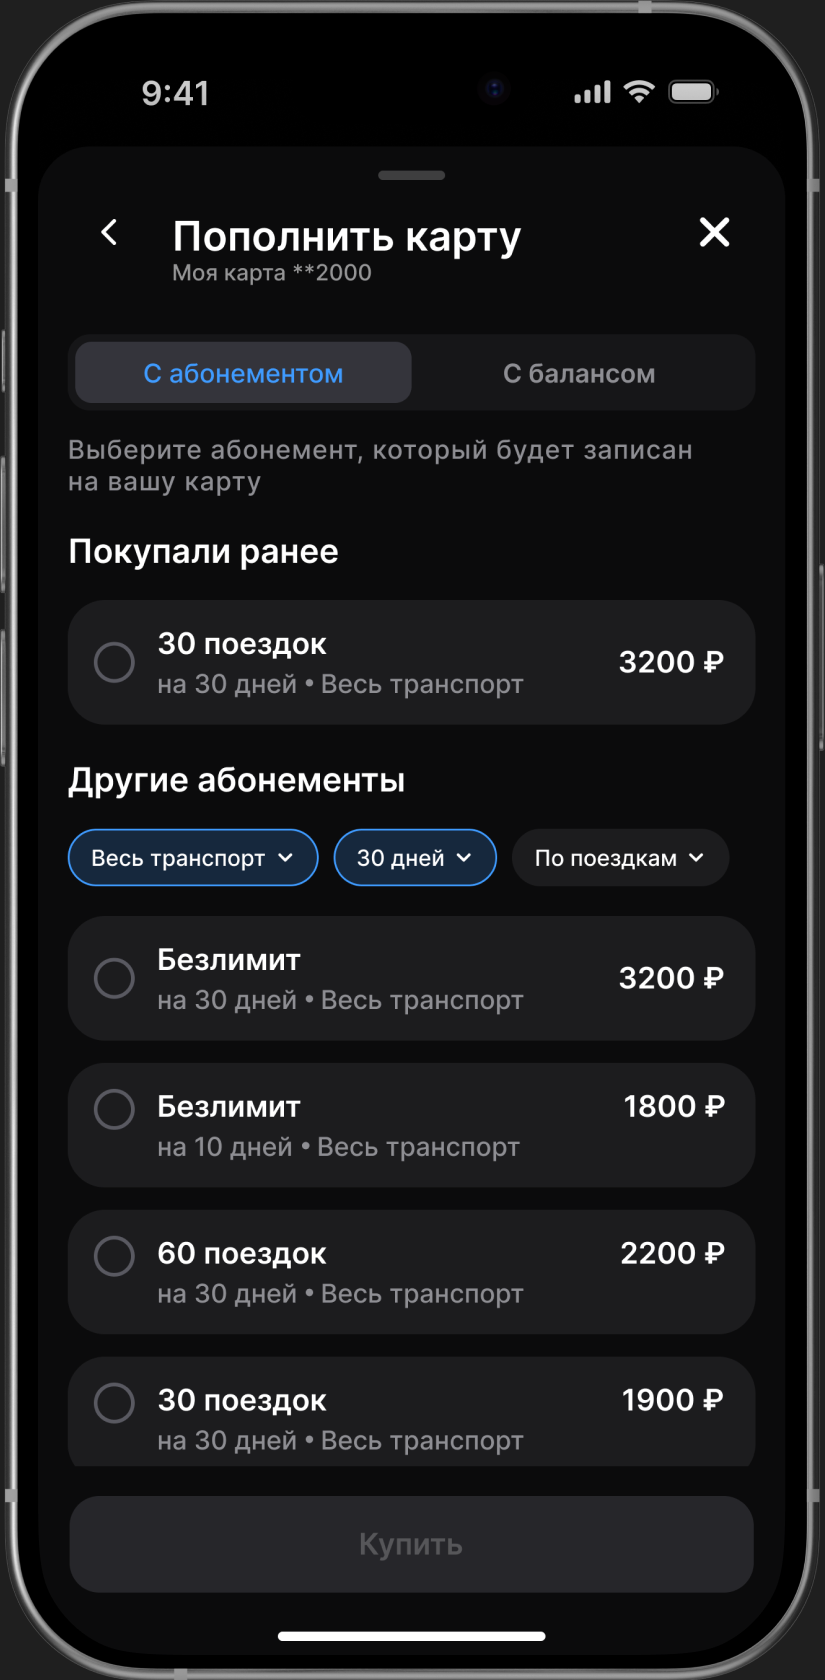 9:41
Пополнить карту
Моя карта **2000
С абонементом
С балансом
Выберите абонемент, который будет записан
на вашу карту
Покупали ранее
30 поездок
3200 ₽
на 30 дней • Весь транспорт
Другие абонементы
Весь транспорт
30 дней
По поездкам
Безлимит
3200 ₽
на 30 дней • Весь транспорт
Безлимит
1800 ₽
на 10 дней • Весь транспорт
60 поездок
2200 ₽
на 30 дней • Весь транспорт
30 поездок
1900 ₽
на 30 дней • Весь транспорт
Купить